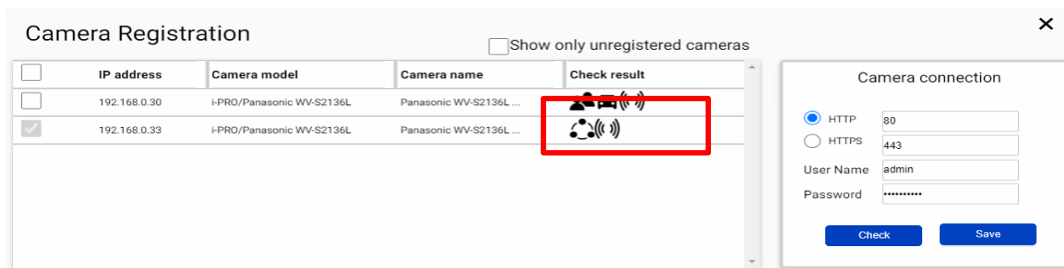 Camera Registration
Show only unregistered cameras
IP address Camera model Camera name Check result
192.168.0.30 i-PRO/Panasonic WV-S2136L Panasonic WV-S2136L ...
192.168.0.33 i-PRO/Panasonic WV-S2136L Panasonic WV-S2136L ...
Camera connection
HTTP 80
HTTPS 443
User Name admin
Password ••••••••••
Check Save